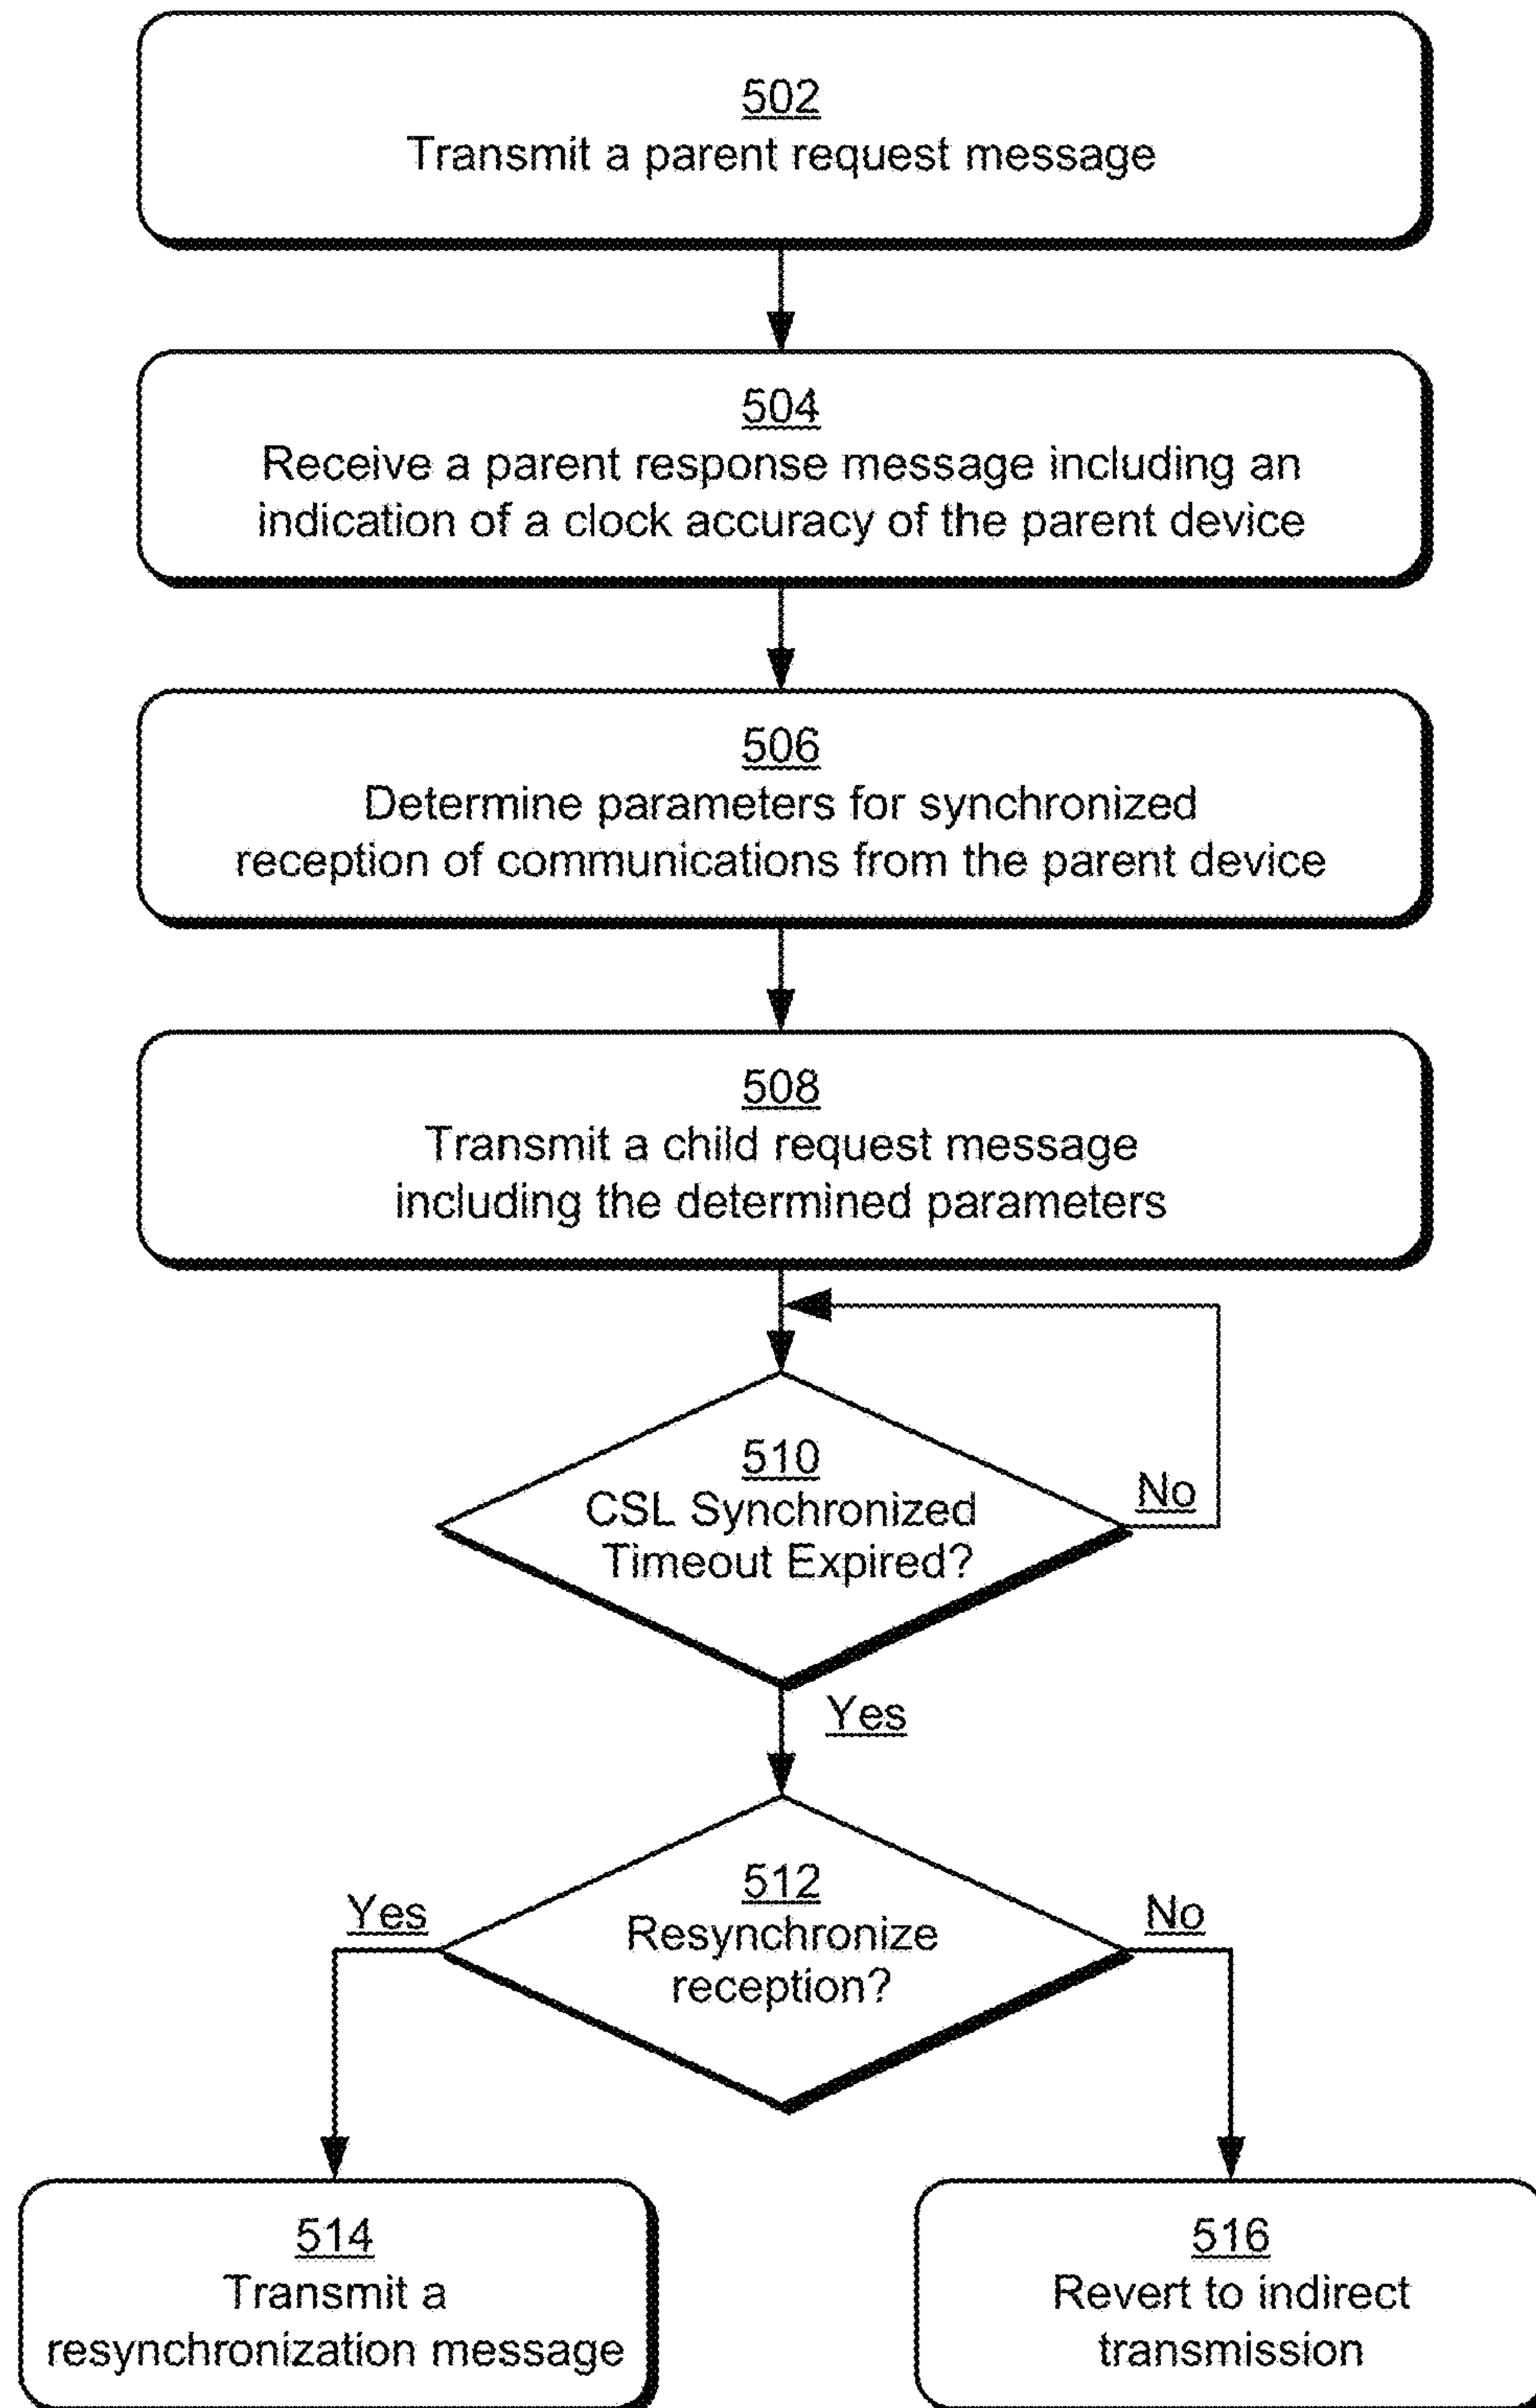 502
Transmit a parent request message
504
Receive a parent response message including an
indication of a clock accuracy of the parent device
506
Determine parameters for synchronized
reception of communications from the parent device
508
Transmit a child request message
including the determined parameters
510
CSL Synchronized
Timeout Expired?
No
Yes
512
Resynchronize
reception?
Yes
No
514
Transmit a
resynchronization message
516
Revert to indirect
transmission